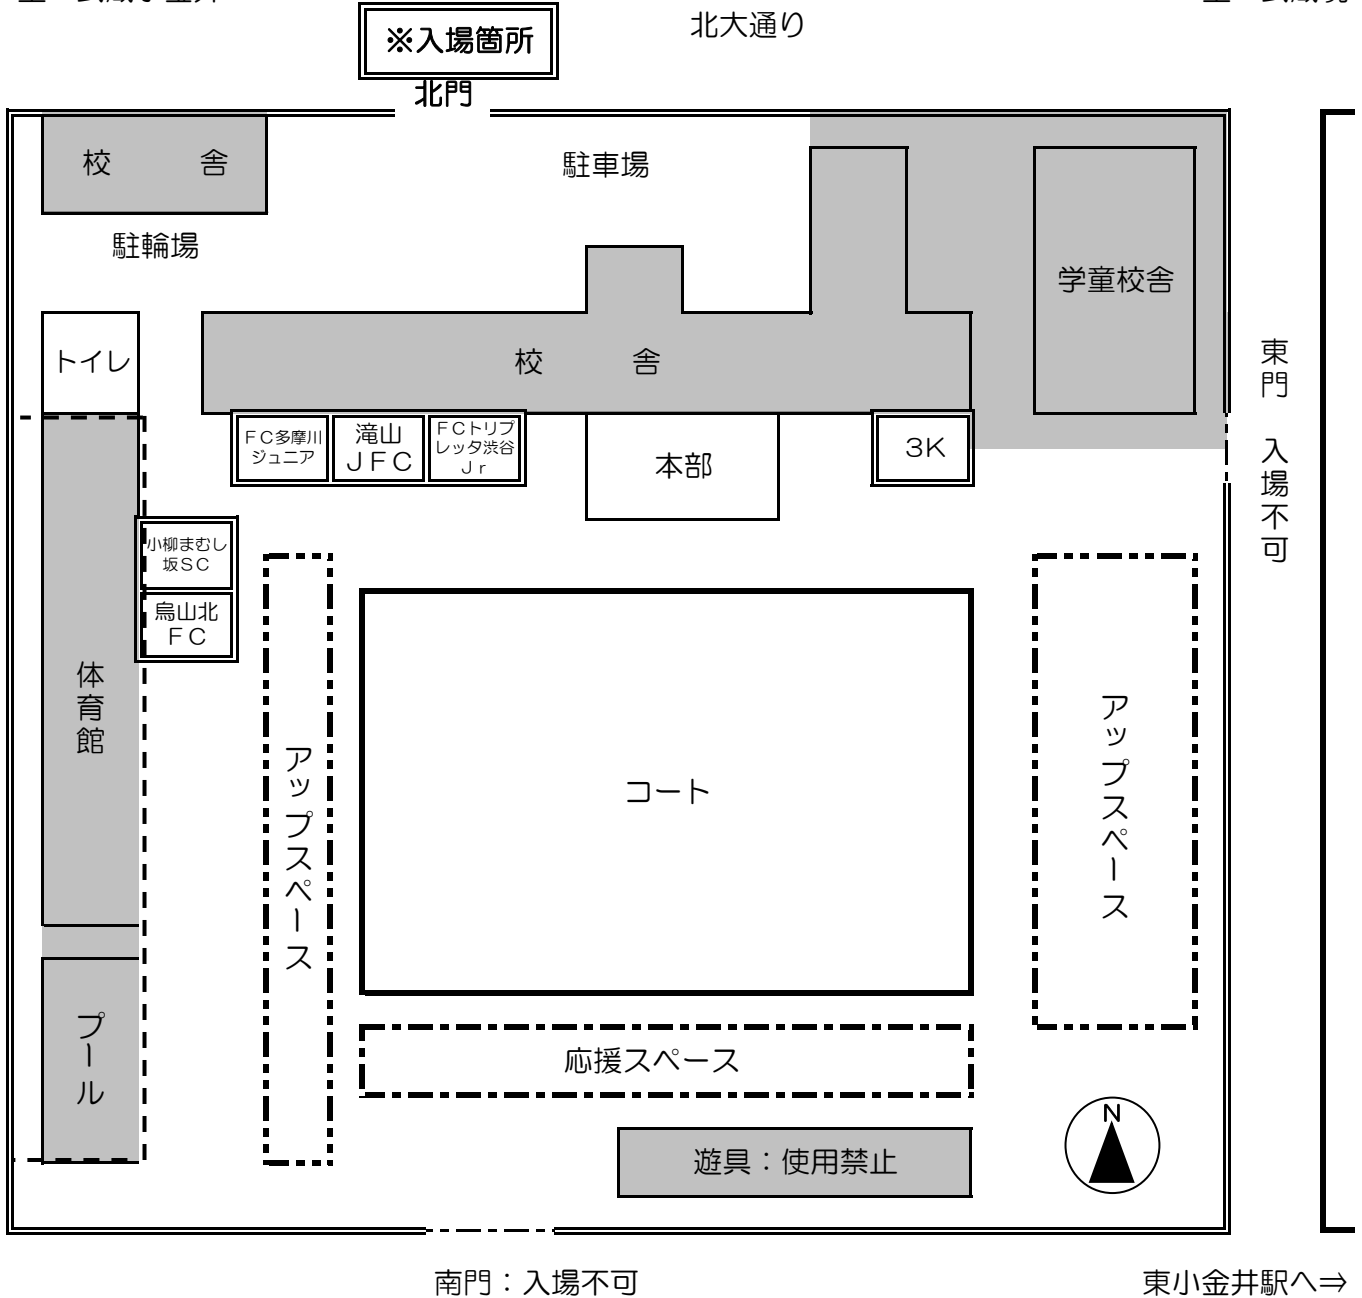 北大通り
※入場箇所
北門
校　　　舎
駐車場
駐輪場
学童校舎
トイレ
校　　　舎
東門　入場不可
FC多摩川
ジュニア
滝山
JFC
FCトリプ
レッタ渋谷
Jr
本部
3K
小柳まむし
坂SC
烏山北
FC
体育館
アップスペース
コート
アップスペース
プール
応援スペース
N
遊具：使用禁止
南門：入場不可
東小金井駅へ⇒